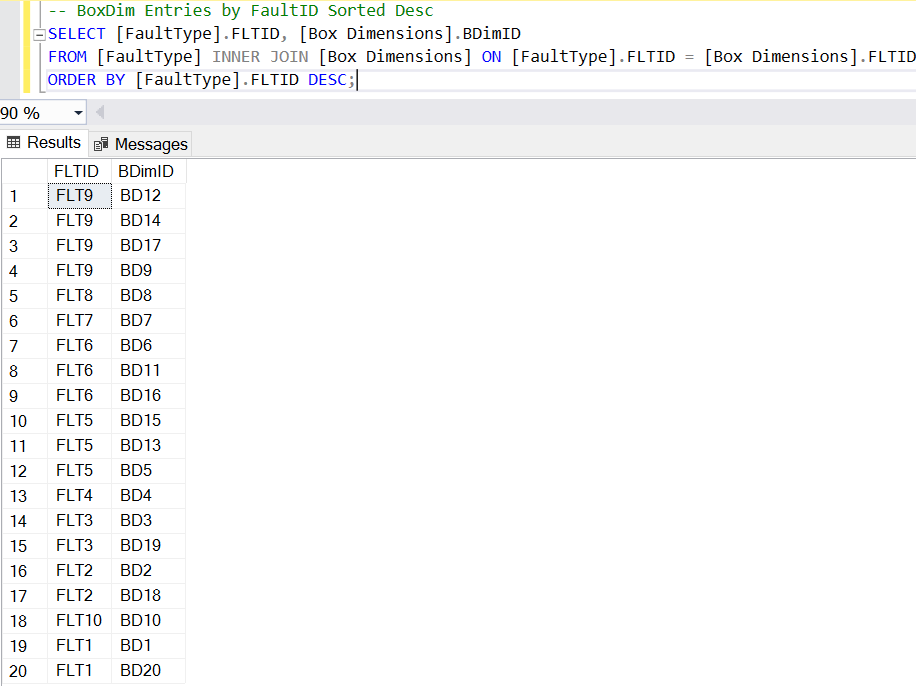 -- BoxDim Entries by FaultID Sorted Desc
SELECT [FaultType].FLTID, [Box Dimensions].BDimID
FROM [FaultType] INNER JOIN [Box Dimensions] ON [FaultType].FLTID = [Box Dimensions].FLTID
ORDER BY [FaultType].FLTID DESC;
90 %
Results Messages
FLTID BDimID
1 FLT9 BD12
2 FLT9 BD14
3 FLT9 BD17
4 FLT9 BD9
5 FLT8 BD8
6 FLT7 BD7
7 FLT6 BD6
8 FLT6 BD11
9 FLT6 BD16
10 FLT5 BD15
11 FLT5 BD13
12 FLT5 BD5
13 FLT4 BD4
14 FLT3 BD3
15 FLT3 BD19
16 FLT2 BD2
17 FLT2 BD18
18 FLT10 BD10
19 FLT1 BD1
20 FLT1 BD20